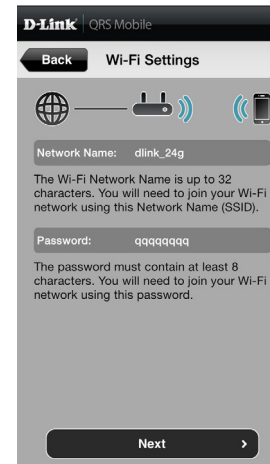 D-Link QRS Mobile
Back Wi-Fi Settings
Network Name: dlink_24g
The Wi-Fi Network Name is up to 32
characters. You will need to join your Wi-Fi
network using this Network Name (SSID).
Password: qqqqqqqq
The password must contain at least 8
characters. You will need to join your Wi-Fi
network using this password.
Next